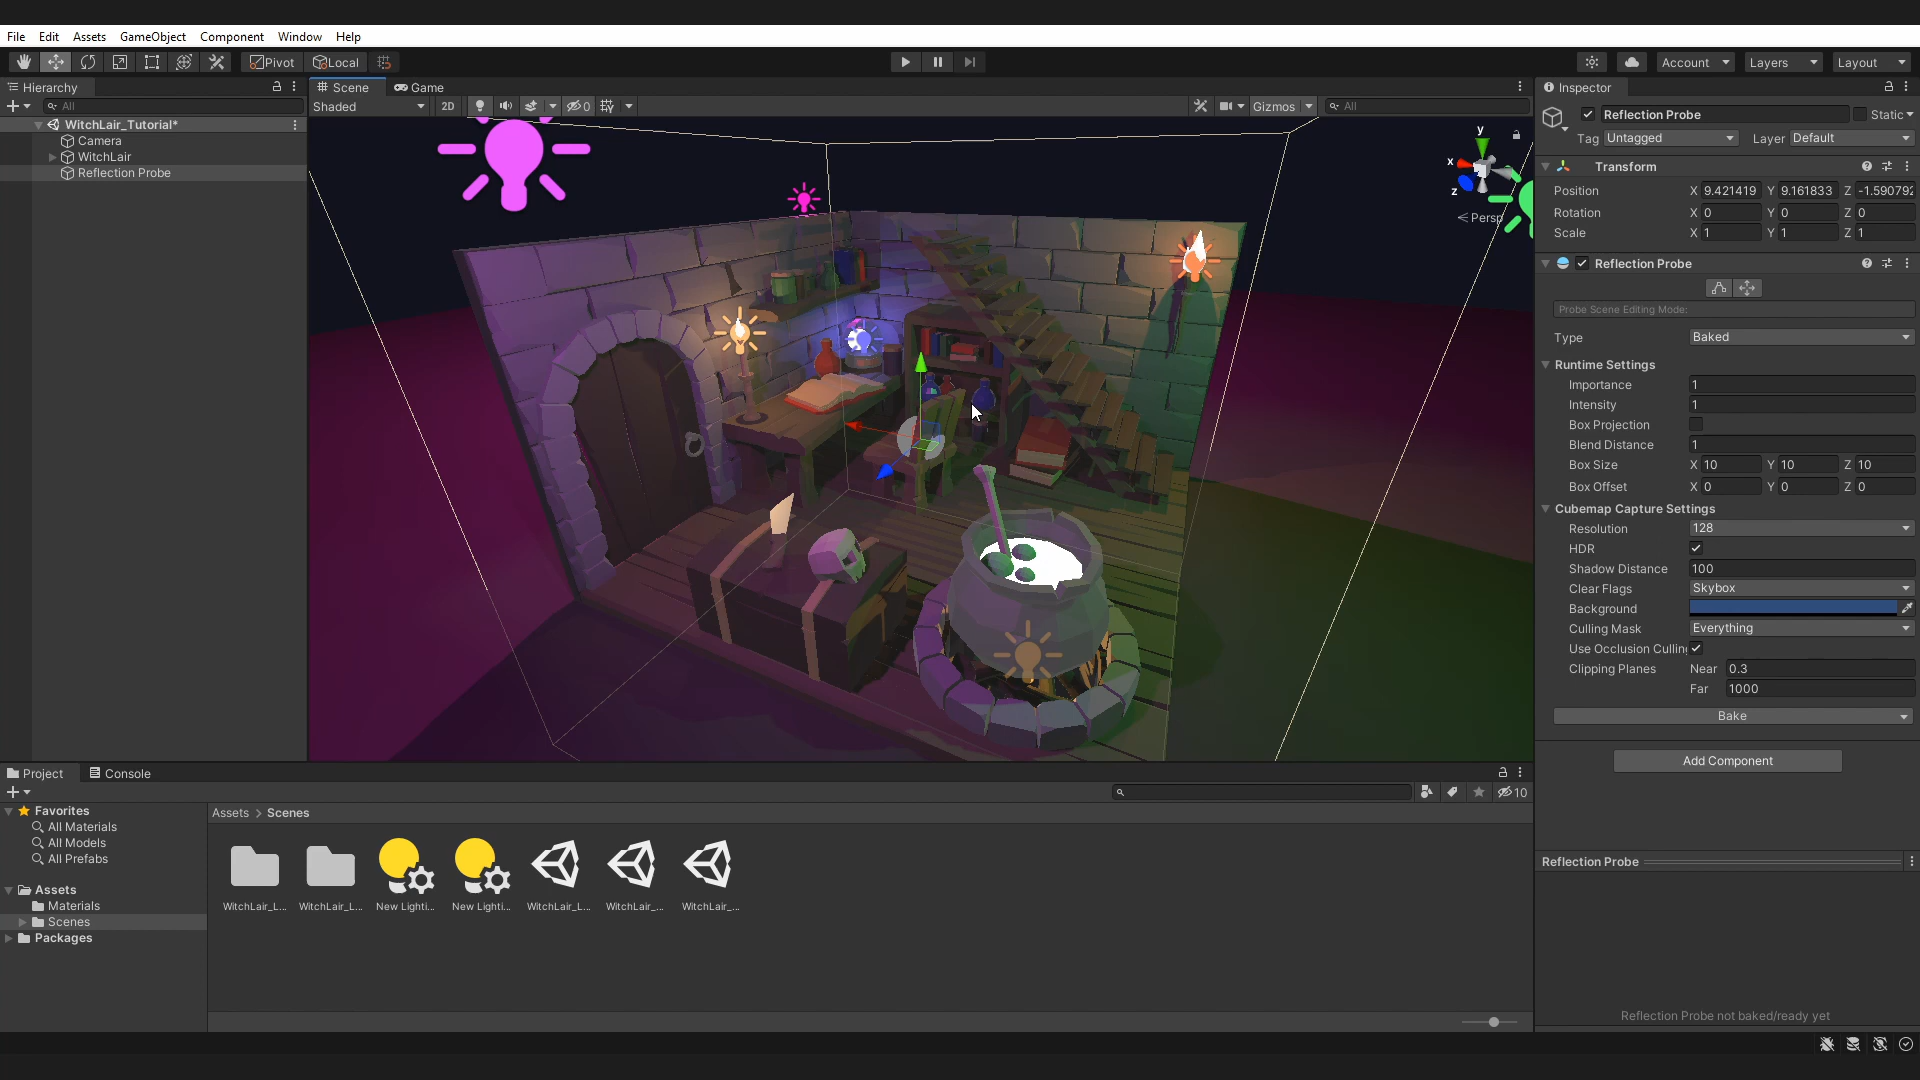 File Edit Assets GameObject Component Window Help
Pivot Local Account Layers Layout
Hierarchy
All
WitchLair_Tutorial*
Camera
WitchLair
Reflection Probe
Scene Game
Shaded 2D 0 Gizmos All
y
x
z
< Persp
Inspector
Reflection Probe Static
Tag Untagged Layer Default
Transform
Position X 9.421419 Y 9.161833 Z -1.590792
Rotation X 0 Y 0 Z 0
Scale X 1 Y 1 Z 1
Reflection Probe
Probe Scene Editing Mode:
Type Baked
Runtime Settings
Importance 1
Intensity 1
Box Projection
Blend Distance 1
Box Size X 10 Y 10 Z 10
Box Offset X 0 Y 0 Z 0
Cubemap Capture Settings
Resolution 128
HDR
Shadow Distance 100
Clear Flags Skybox
Background
Culling Mask Everything
Use Occlusion Culling
Clipping Planes Near 0.3
Far 1000
Bake
Add Component
Reflection Probe
Reflection Probe not baked/ready yet
Project Console
10
Favorites
All Materials
All Models
All Prefabs
Assets
Materials
Scenes
Packages
Assets > Scenes
WitchLair_L... WitchLair_L... New Lighti... New Lighti... WitchLair_L... WitchLair_... WitchLair_...